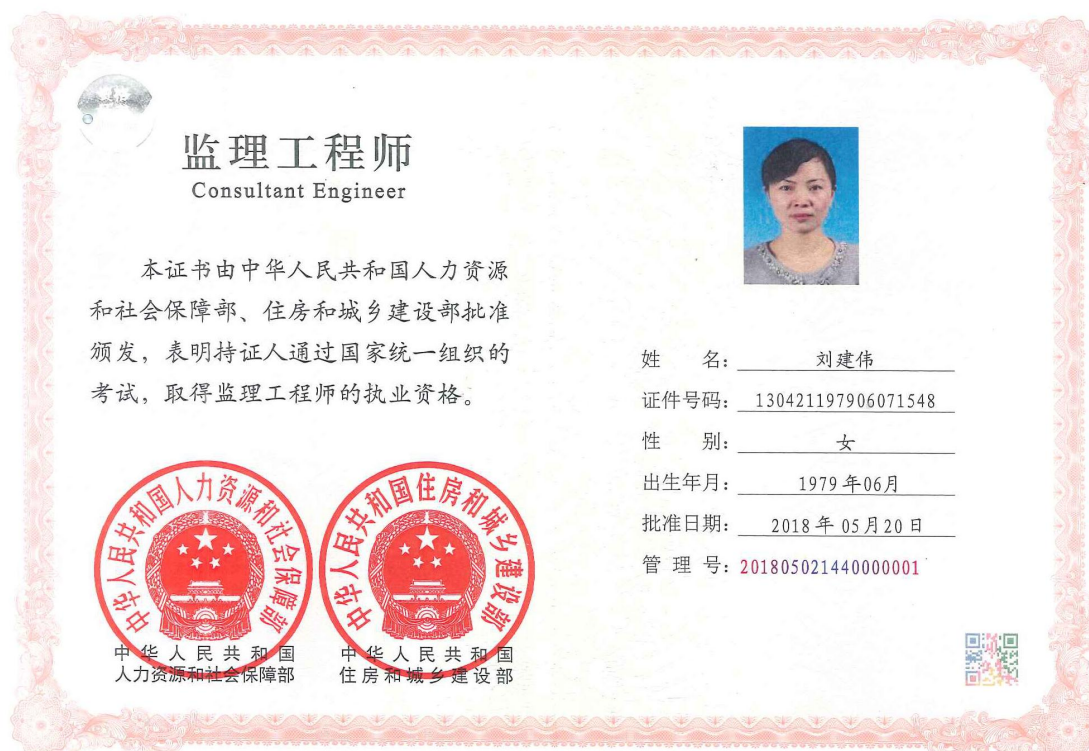 监理工程师
Consultant Engineer
本证书由中华人民共和国人力资源
和社会保障部、住房和城乡建设部批准
颁发，表明持证人通过国家统一组织的
考试，取得监理工程师的执业资格。
中华人民共和国人力资源和社会保障部
中华人民共和国住房和城乡建设部
中华人民共和国
人力资源和社会保障部
中华人民共和国
住房和城乡建设部
姓 名：刘建伟
证件号码：130421197906071548
性 别：女
出生年月：1979年06月
批准日期：2018年05月20日
管 理 号：201805021440000001